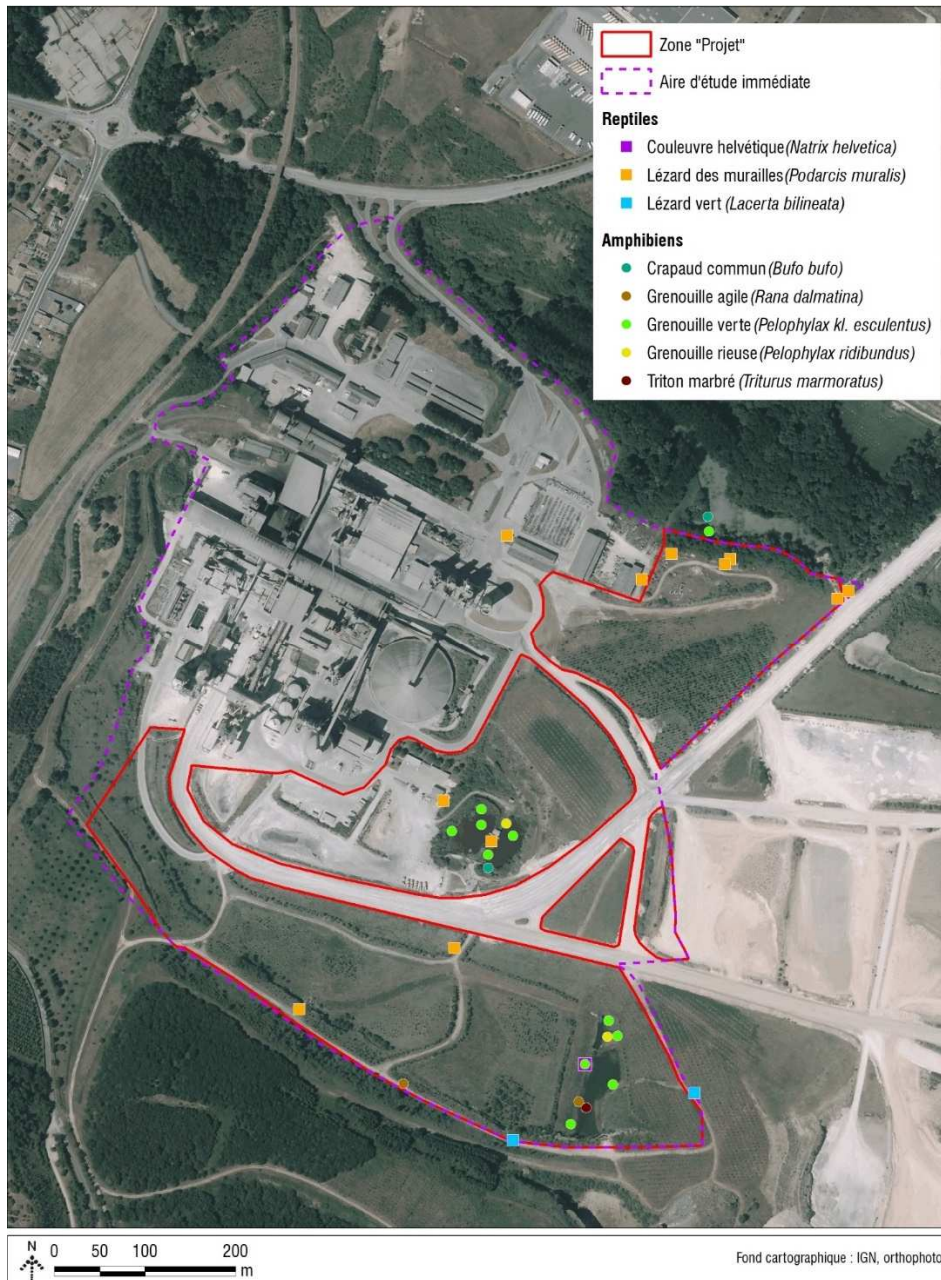 Zone "Projet"
Aire d'étude immédiate
Reptiles
Couleuvre helvétique (Natrix helvetica)
Lézard des murailles (Podarcis muralis)
Lézard vert (Lacerta bilineata)
Amphibiens
Crapaud commun (Bufo bufo)
Grenouille agile (Rana dalmatina)
Grenouille verte (Pelophylax kl. esculentus)
Grenouille rieuse (Pelophylax ridibundus)
Triton marbré (Triturus marmoratus)
N 0 50 100 200
m
Fond cartographique : IGN, orthophoto